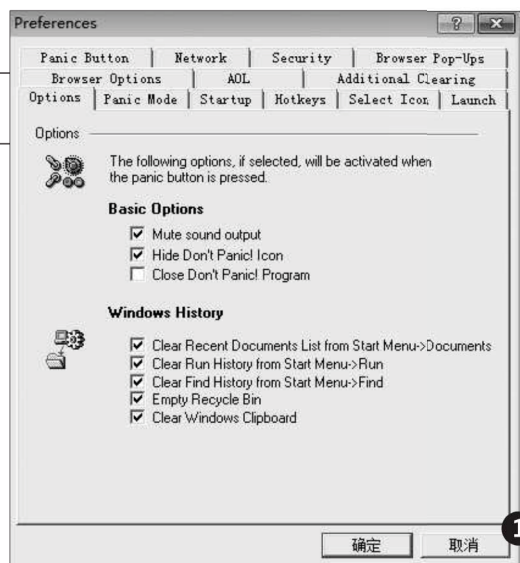 Preferences
Panic Button Network Security Browser Pop-Ups
Browser Options AOL Additional Clearing
Options Panic Mode Startup Hotkeys Select Icon Launch
Options
The following options, if selected, will be activated when
the panic button is pressed.
Basic Options
Mute sound output
Hide Don't Panic! Icon
Close Don't Panic! Program
Windows History
Clear Recent Documents List from Start Menu->Documents
Clear Run History from Start Menu->Run
Clear Find History from Start Menu->Find
Empty Recycle Bin
Clear Windows Clipboard
确定 取消
1